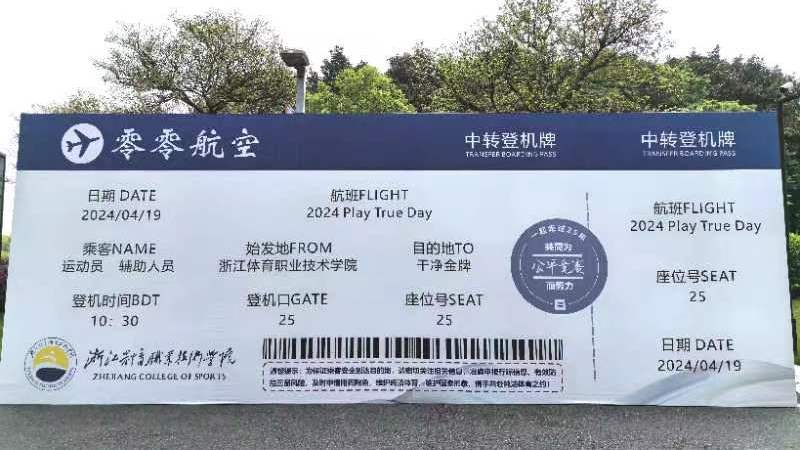 零零航空
中转登机牌
TRANSFER BOARDING PASS
中转登机牌
TRANSFER BOARDING PASS
日期 DATE
2024/04/19
航班FLIGHT
2024 Play True Day
乘客NAME
运动员 辅助人员
始发地FROM
浙江体育职业技术学院
目的地TO
干净金牌
登机时间BDT
10：30
登机口GATE
25
座位号SEAT
25
公平竞赛
而努力
航班FLIGHT
2024 Play True Day
座位号SEAT
25
日期 DATE
2024/04/19
浙江体育职业技术学院
ZHEJIANG COLLEGE OF SPORTS